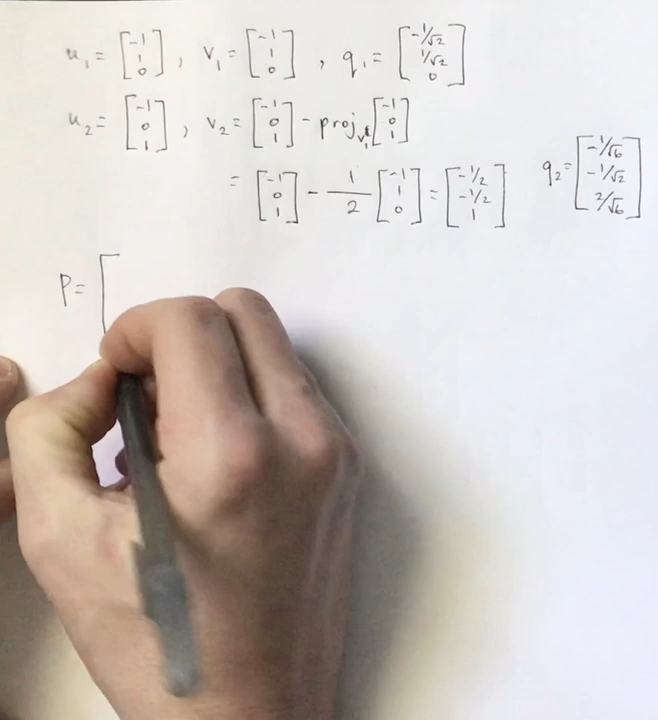 u₁ = [-1 1 0], v₁ = [-1 1 0], q₁ = [-1/√2 1/√2 0]
u₂ = [-1 0 1], v₂ = [-1 0 1] - proj_v₁ [-1 0 1]
= [-1 0 1] - 1/2 [-1 1 0] = [-1/2 -1/2 1]
q₂ = [-1/√6 -1/√2 2/√6]
P = [